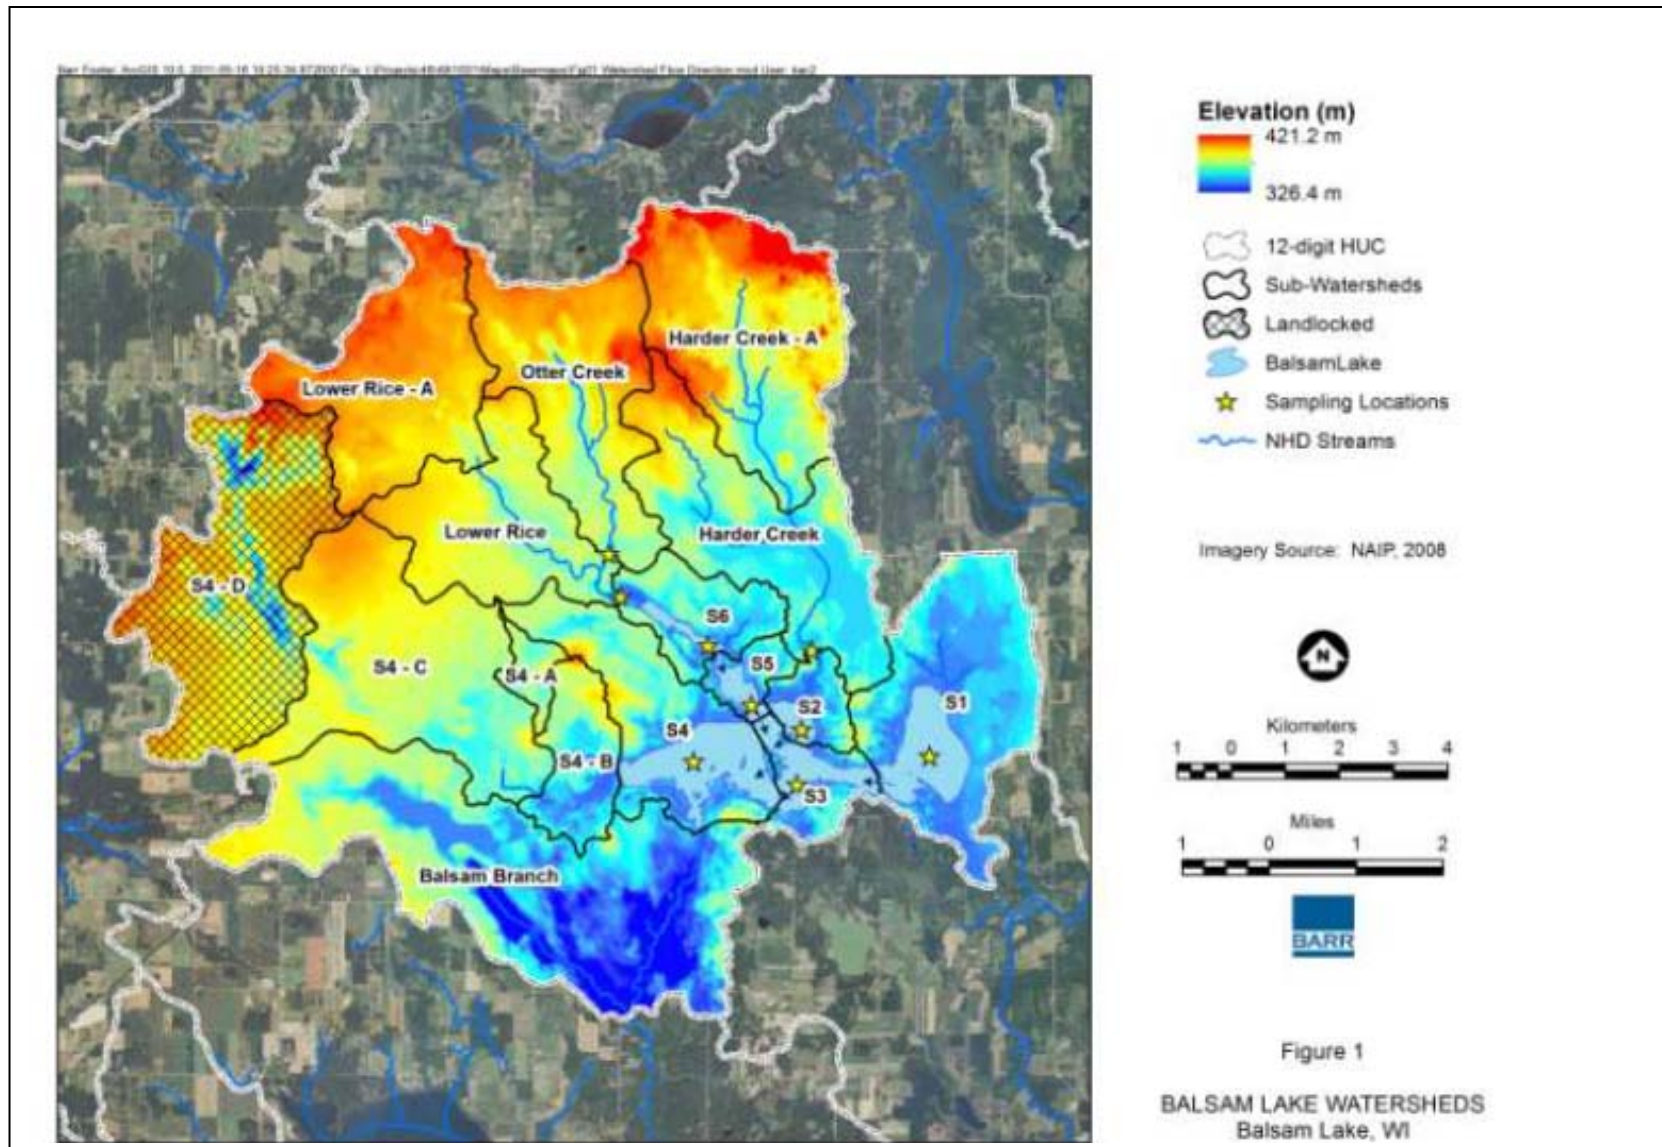 Elevation (m)
421.2 m
326.4 m
12-digit HUC
Sub-Watersheds
Landlocked
BalsamLake
Sampling Locations
NHD Streams
Harder Creek - A
Otter Creek
Lower Rice - A
Lower Rice
Harder Creek
S4 - D
S6
S4 - C
S4 - A
S5
S1
S2
S4
S4 - B
S3
Balsam Branch
Imagery Source: NAIP, 2008
N
Kilometers
1 0 1 2 3 4
Miles
1 0 1 2
BARR
Figure 1
BALSAM LAKE WATERSHEDS
Balsam Lake, WI